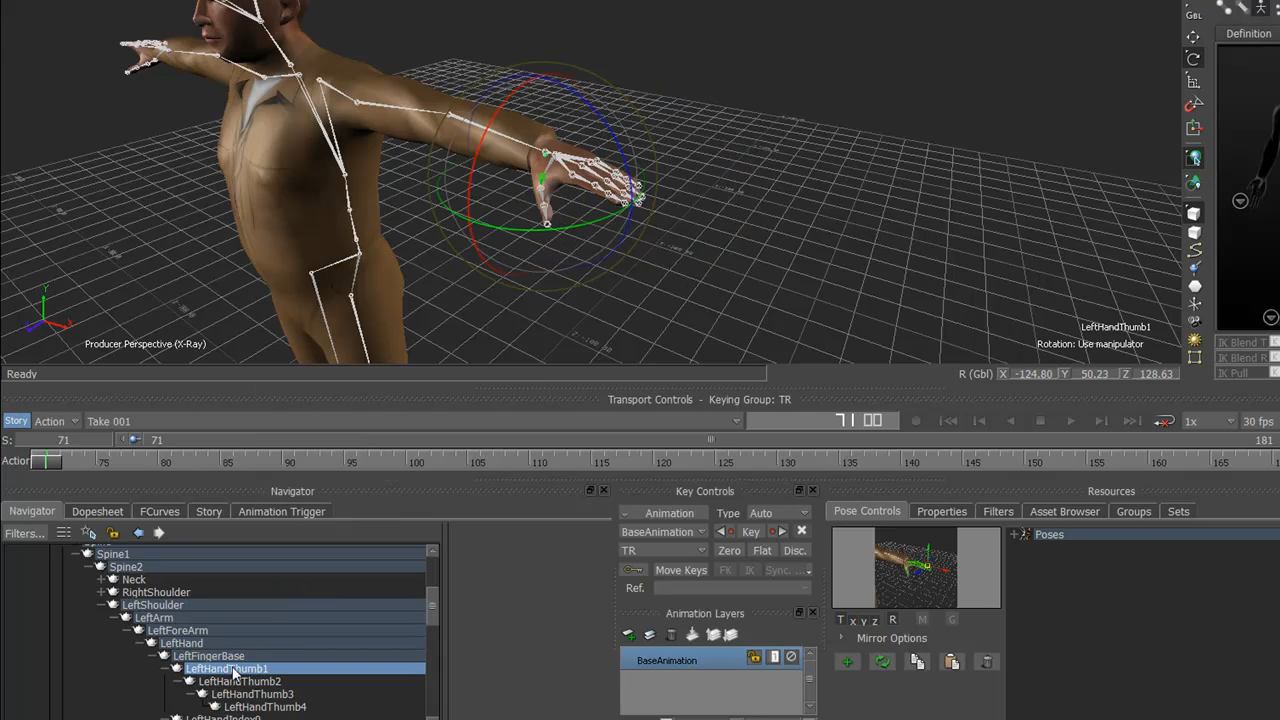 GBL
Definition
Y
X
Producer Perspective (X-Ray)
LeftHandThumb1
Rotation: Use manipulator
IK Blend T
IK Blend R
IK Pull
Ready
R (Gbl) X -124.80 Y 50.23 Z 128.63
Transport Controls - Keying Group: TR
Story Action Take 001 71 00 1x 30 fps
S: 71 71 181
Action 75 80 85 90 95 100 105 110 115 120 125 130 135 140 145 150 155 160 165
Navigator Key Controls Resources
Navigator Dopesheet FCurves Story Animation Trigger
Animation Type Auto
Pose Controls Properties Filters Asset Browser Groups Sets
Filters...
BaseAnimation Key
Poses
TR Zero Flat Disc.
Spine1
Spine2
Move Keys FK IK Sync...
Neck
Ref.
RightShoulder
LeftShoulder
Animation Layers
LeftArm
T x y z R M G
LeftForeArm
Mirror Options
LeftHand
LeftFingerBase
BaseAnimation 1
LeftHandThumb1
LeftHandThumb2
LeftHandThumb3
LeftHandThumb4
LeftHandIndex0